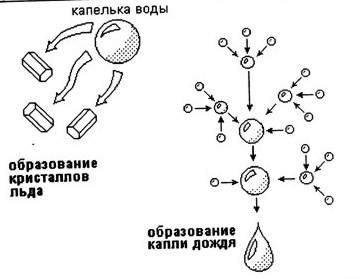 капелька воды
образование
кристаллов
льда
образование
капли дождя